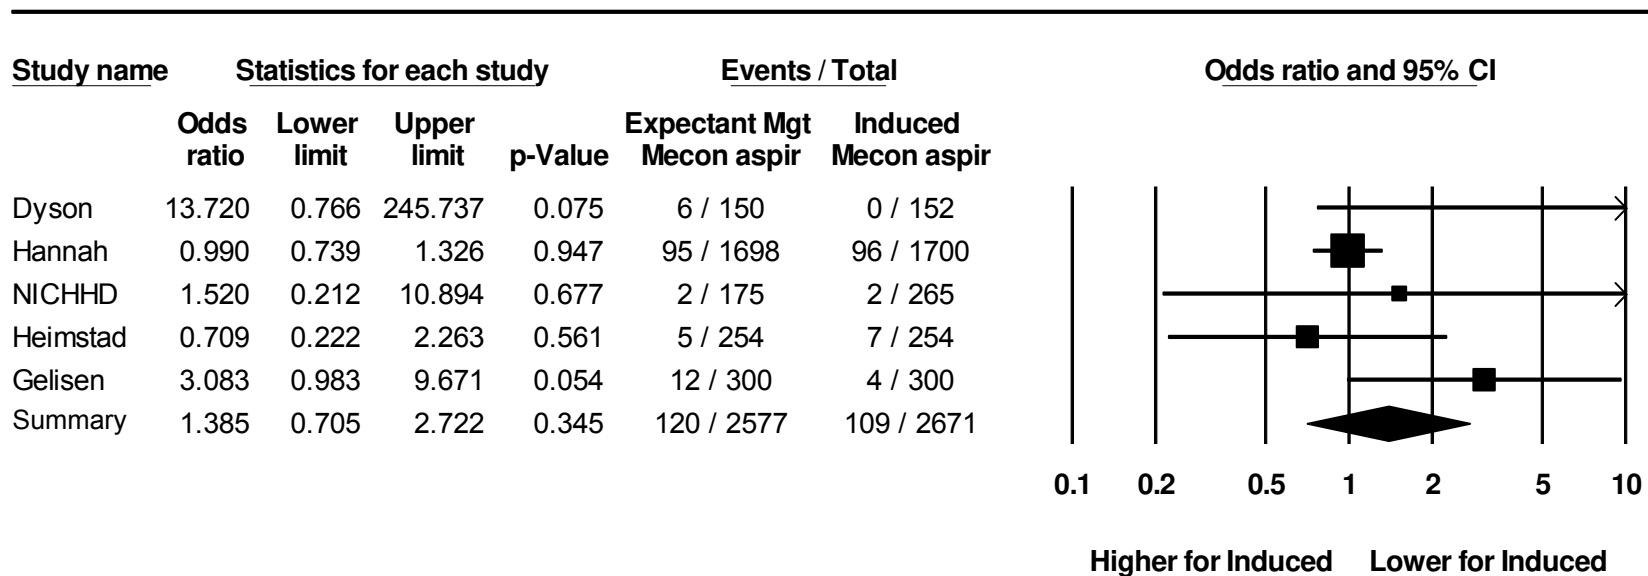 Study name Statistics for each study Events / Total Odds ratio and 95% CI
Odds Lower Upper Expectant Mgt Induced
ratio limit limit p-Value Mecon aspir Mecon aspir
Dyson 13.720 0.766 245.737 0.075 6 / 150 0 / 152
Hannah 0.990 0.739 1.326 0.947 95 / 1698 96 / 1700
NICHHD 1.520 0.212 10.894 0.677 2 / 175 2 / 265
Heimstad 0.709 0.222 2.263 0.561 5 / 254 7 / 254
Gelisen 3.083 0.983 9.671 0.054 12 / 300 4 / 300
Summary 1.385 0.705 2.722 0.345 120 / 2577 109 / 2671
0.1 0.2 0.5 1 2 5 10
Higher for Induced Lower for Induced